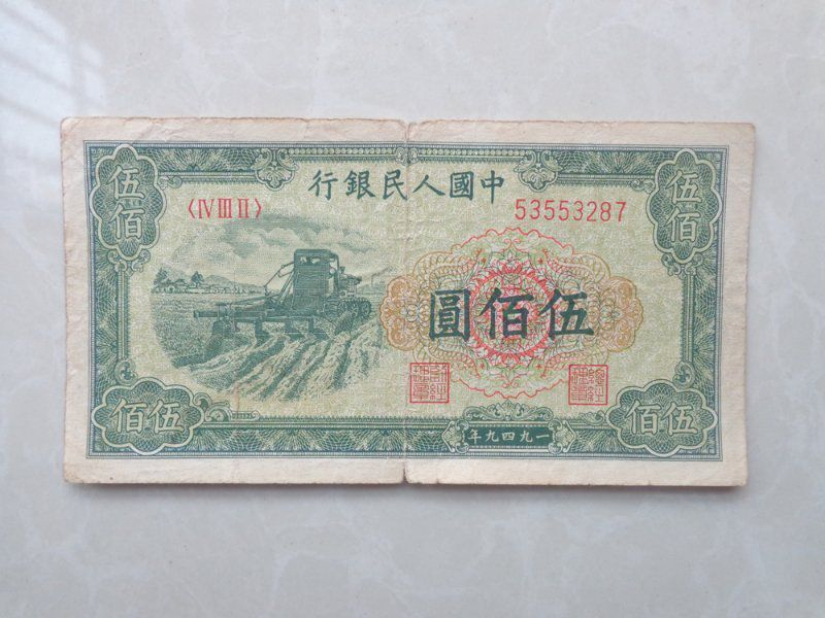 中國人民銀行
伍佰
伍佰
〈IV III II〉
53553287
伍佰圓
伍佰
伍佰
一九四九年